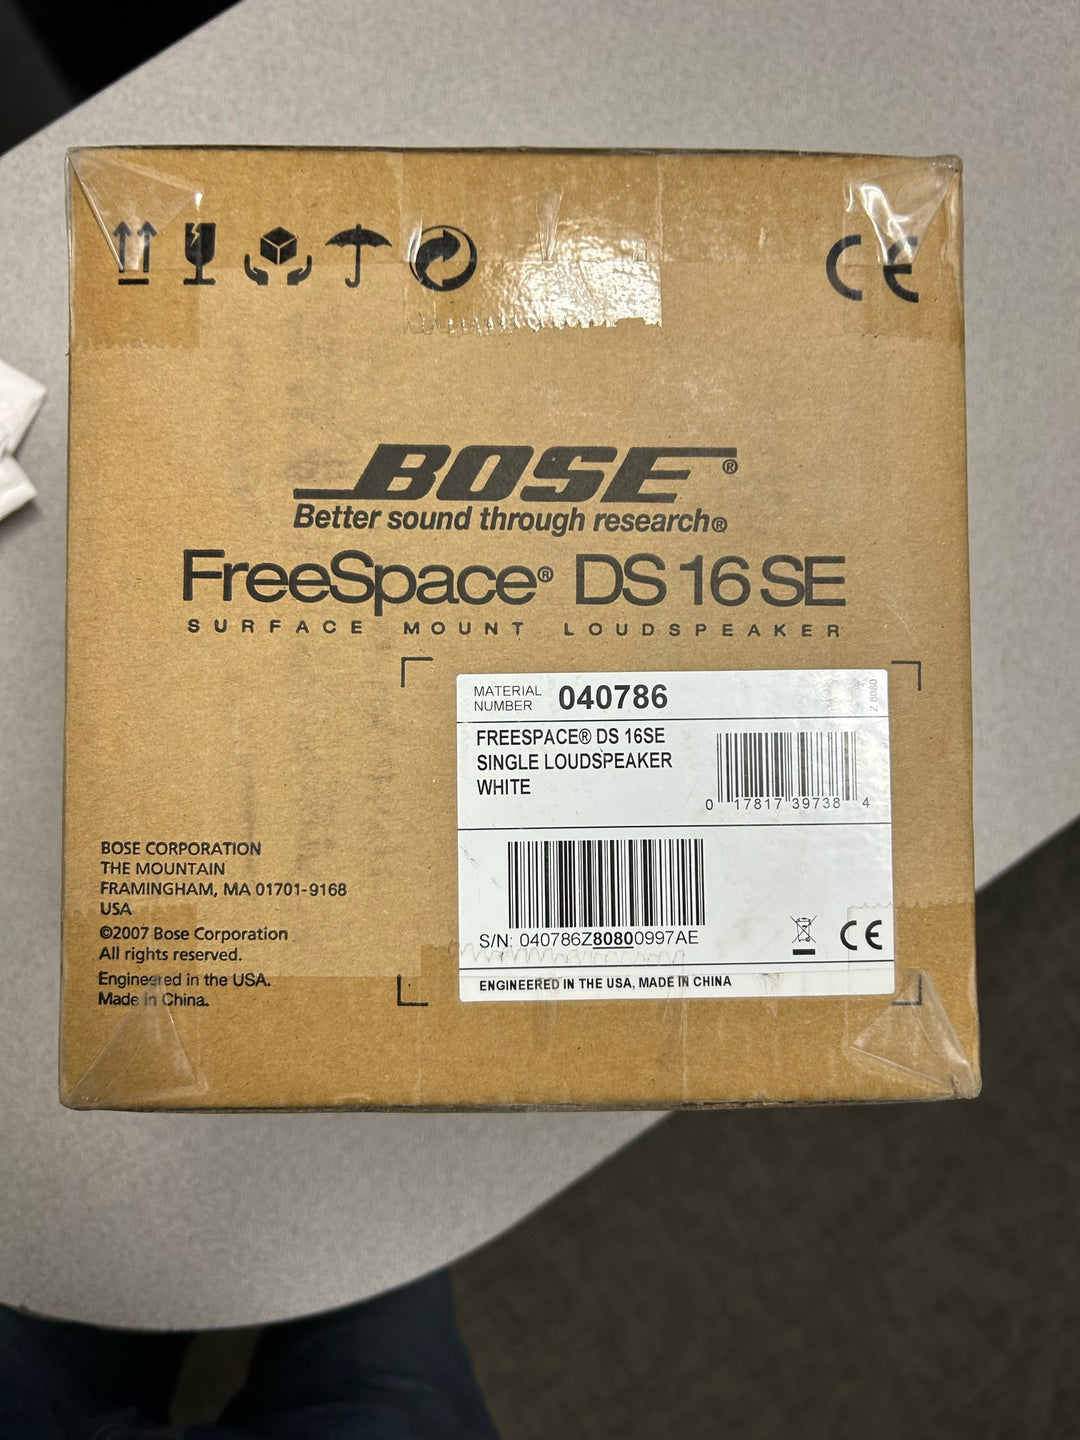 CE
BOSE®
Better sound through research®
FreeSpace® DS 16 SE
SURFACE MOUNT LOUDSPEAKER
MATERIAL NUMBER 040786
Z 8080
FREESPACE® DS 16SE
SINGLE LOUDSPEAKER
WHITE
0 17817 39738 4
S/N: 040786Z80800997AE
CE
ENGINEERED IN THE USA, MADE IN CHINA
BOSE CORPORATION
THE MOUNTAIN
FRAMINGHAM, MA 01701-9168
USA
©2007 Bose Corporation
All rights reserved.
Engineered in the USA.
Made in China.